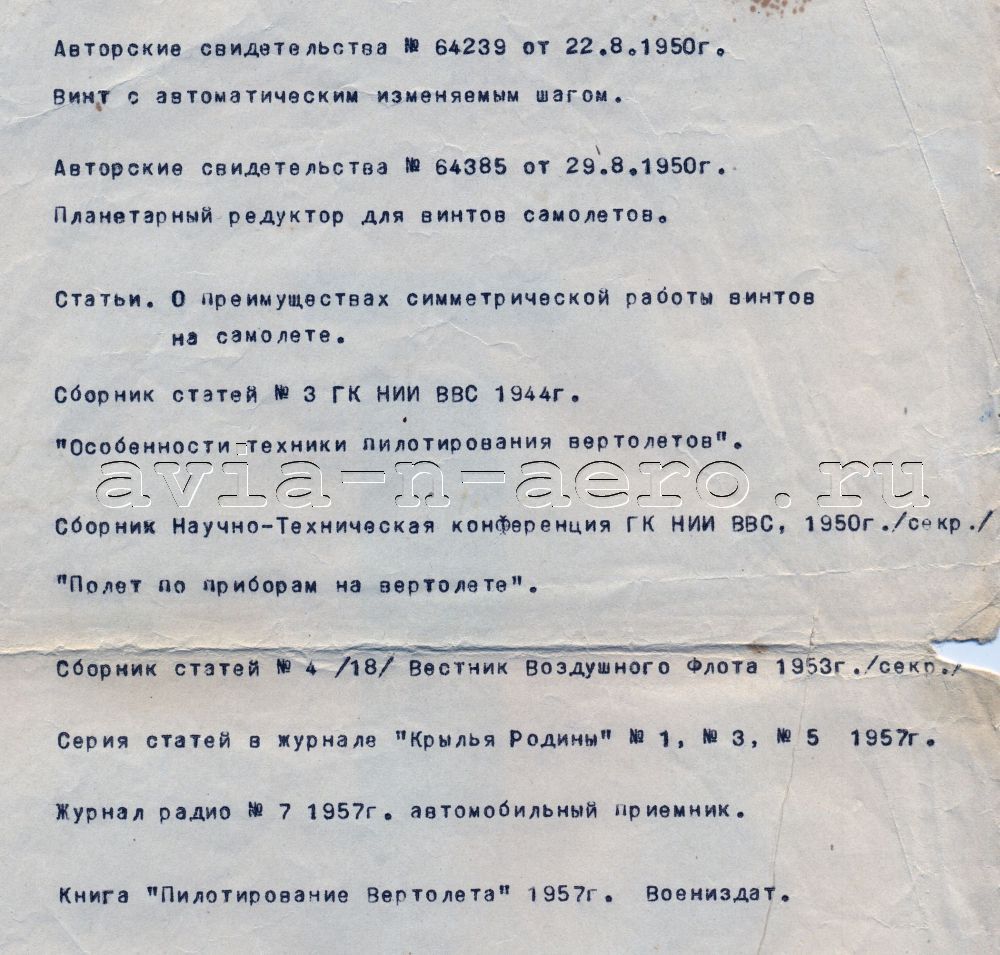 Авторские свидетельства № 64239 от 22.8.1950г.
Винт с автоматическим изменяемым шагом.
Авторские свидетельства № 64385 от 29.8.1950г.
Планетарный редуктор для винтов самолетов.
Статьи. О преимуществах симметрической работы винтов
на самолете.
Сборник статей № 3 ГК НИИ ВВС 1944г.
"Особенности техники пилотирования вертолетов".
avia-n-aero.ru
Сборник Научно-Техническая конференция ГК НИИ ВВС, 1950г./секр./
"Полет по приборам на вертолете".
Сборник статей № 4 /18/ Вестник Воздушного Флота 1953г./секр./
Серия статей в журнале "Крылья Родины" № 1, № 3, № 5 1957г.
Журнал радио № 7 1957г. автомобильный приемник.
Книга "Пилотирование Вертолета" 1957г. Воениздат.